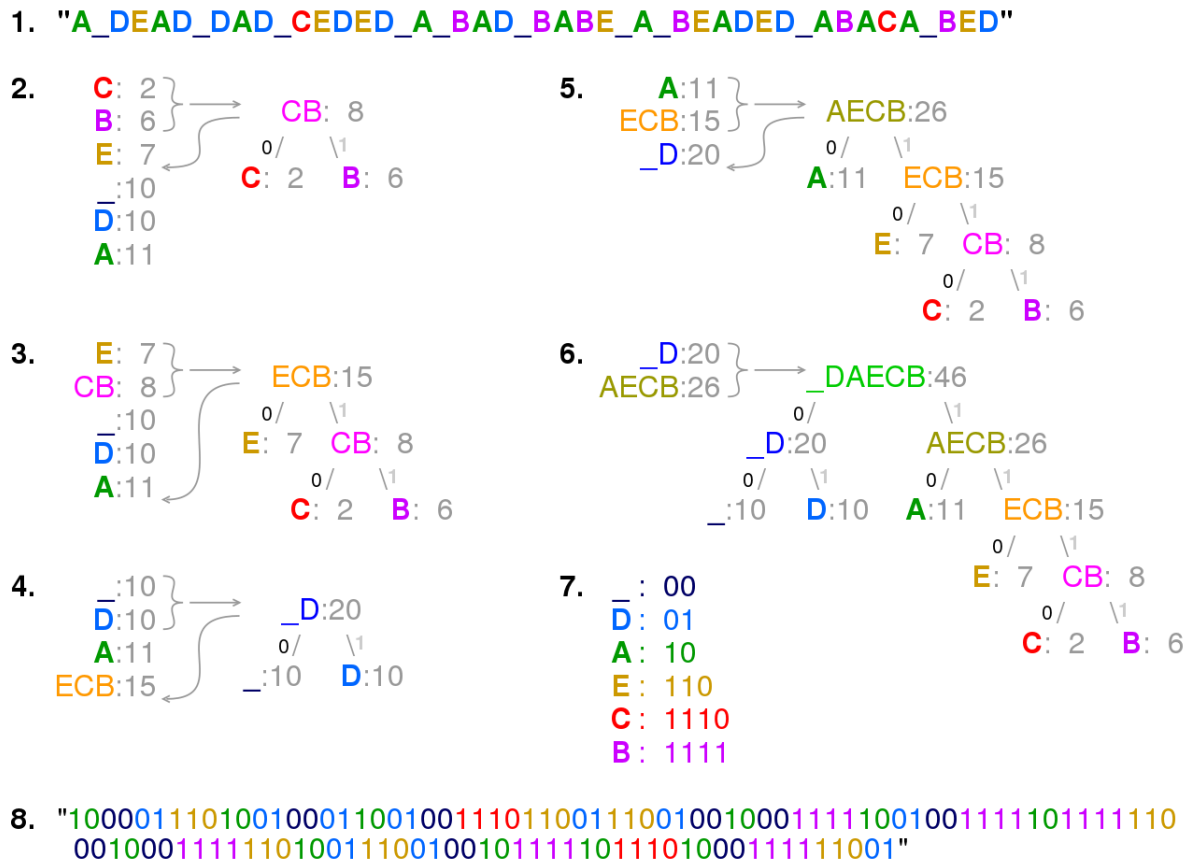 1. "A_DEAD_DAD_CEDED_A_BAD_BABE_A_BEADED_ABACA_BED"
2.
C: 2
B: 6
E: 7
_:10
D:10
A:11
CB: 8
0 1
C: 2 B: 6
3.
E: 7
CB: 8
_:10
D:10
A:11
ECB:15
0 1
E: 7 CB: 8
0 1
C: 2 B: 6
4.
_:10
D:10
A:11
ECB:15
_D:20
0 1
_:10 D:10
5.
A:11
ECB:15
_D:20
AECB:26
0 1
A:11 ECB:15
0 1
E: 7 CB: 8
0 1
C: 2 B: 6
6.
_D:20
AECB:26
_DAECB:46
0 1
_D:20 AECB:26
0 1 0 1
_:10 D:10 A:11 ECB:15
0 1
E: 7 CB: 8
0 1
C: 2 B: 6
7.
_ : 00
D : 01
A : 10
E : 110
C : 1110
B : 1111
8. "100001110100100011001001110110011100100100011111001001111101111110
0010001111110100111001001011111011101000111111001"